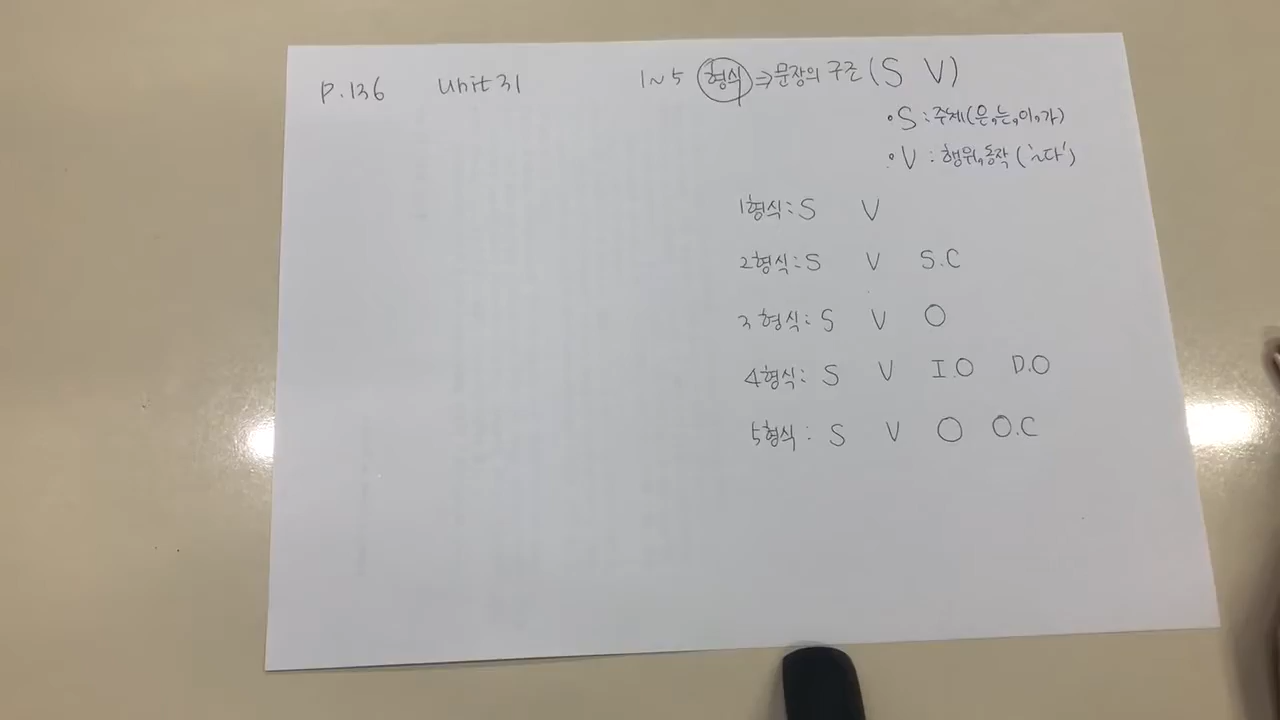 P.136 Unit 31 1~5 형식 ⇒ 문장의 구조 (S V)
• S : 주체(은,는,이,가)
• V : 행위,동작 ('~다')
1형식: S V
2형식: S V S.C
3형식: S V O
4형식: S V I.O D.O
5형식: S V O O.C